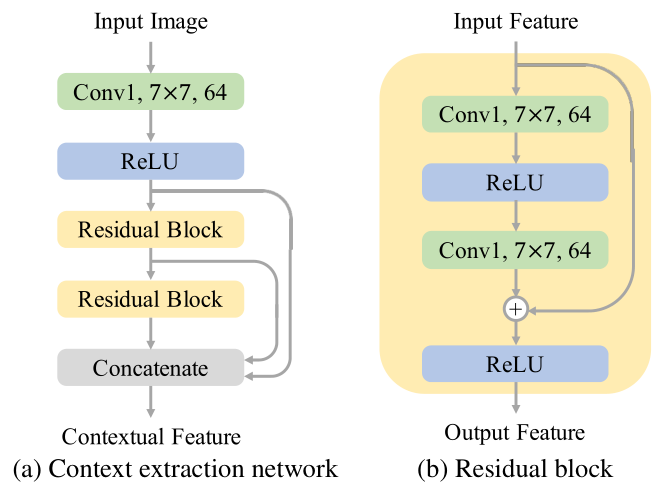 Input Image
Conv1, 7×7, 64
ReLU
Residual Block
Residual Block
Concatenate
Contextual Feature
(a) Context extraction network
Input Feature
Conv1, 7×7, 64
ReLU
Conv1, 7×7, 64
+
ReLU
Output Feature
(b) Residual block